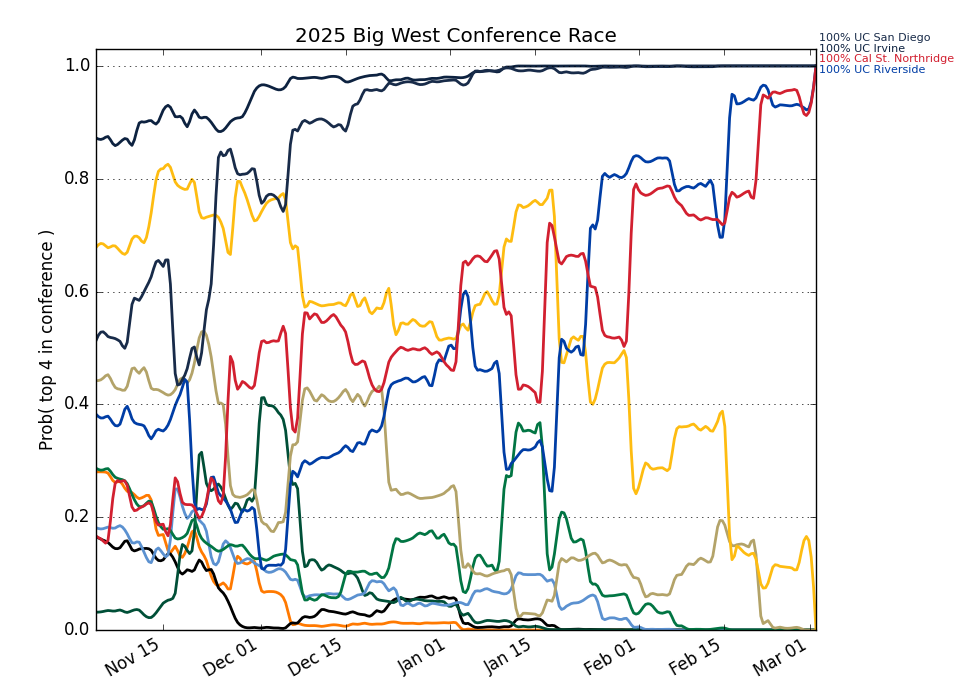 2025 Big West Conference Race
100% UC San Diego
100% UC Irvine
100% Cal St. Northridge
100% UC Riverside
Prob( top 4 in conference )
1.0
0.8
0.6
0.4
0.2
0.0
Nov 15
Dec 01
Dec 15
Jan 01
Jan 15
Feb 01
Feb 15
Mar 01